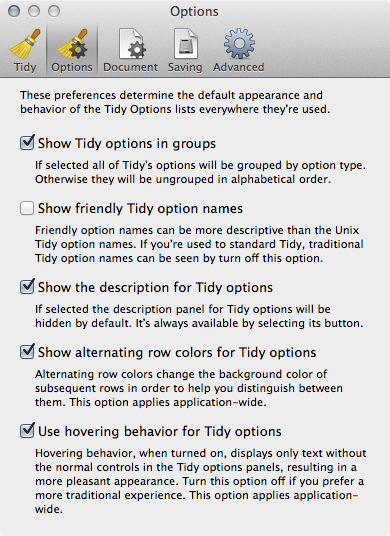 Options
Tidy Options Document Saving Advanced
These preferences determine the default appearance and
behavior of the Tidy Options lists everywhere they're used.
Show Tidy options in groups
If selected all of Tidy's options will be grouped by option type.
Otherwise they will be ungrouped in alphabetical order.
Show friendly Tidy option names
Friendly option names can be more descriptive than the Unix
Tidy option names. If you're used to standard Tidy, traditional
Tidy option names can be seen by turn off this option.
Show the description for Tidy options
If selected the description panel for Tidy options will be
hidden by default. It's always available by selecting its button.
Show alternating row colors for Tidy options
Alternating row colors change the background color of
subsequent rows in order to help you distinguish between
them. This option applies application-wide.
Use hovering behavior for Tidy options
Hovering behavior, when turned on, displays only text without
the normal controls in the Tidy options panels, resulting in a
more pleasant appearance. Turn this option off if you prefer a
more traditional experience. This option applies application-
wide.